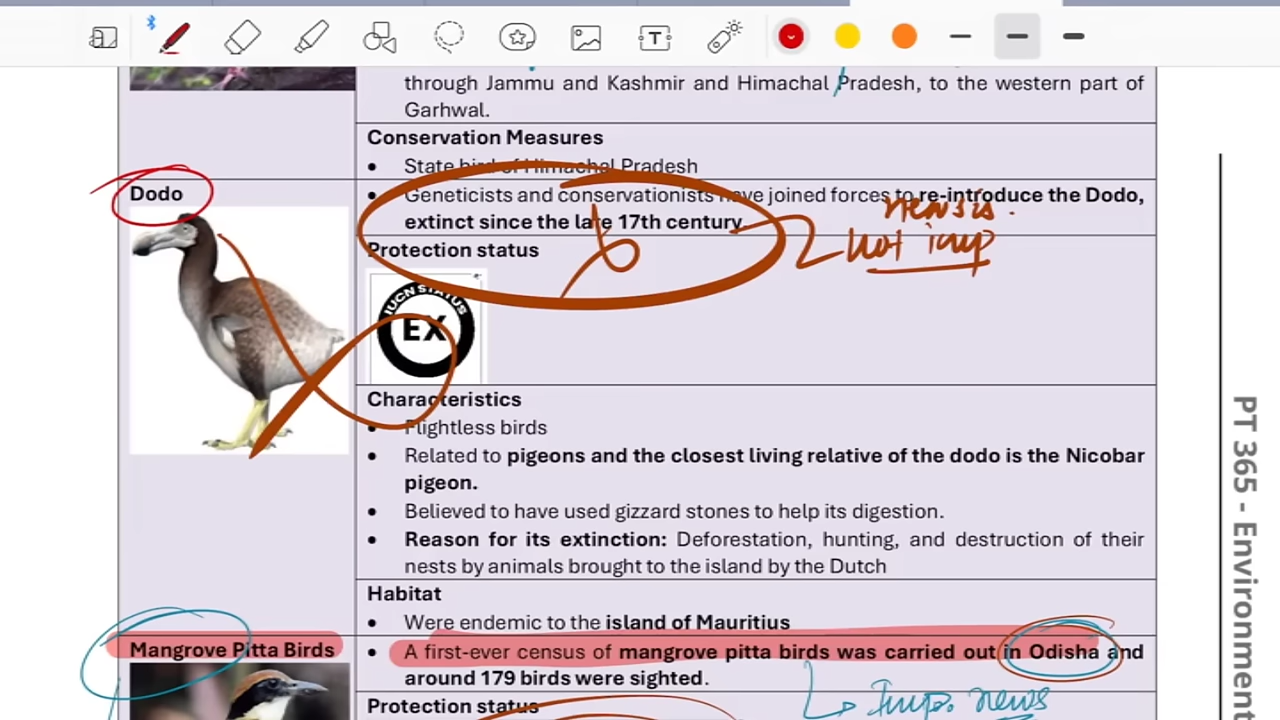 through Jammu and Kashmir and Himachal Pradesh, to the western part of
Garhwal.
Conservation Measures
• State bird of Himachal Pradesh
Dodo
• Geneticists and conservationists have joined forces to re-introduce the Dodo,
extinct since the late 17th century.
news is.
not imp
Protection status
IUCN STATUS
EX
Characteristics
• Flightless birds
• Related to pigeons and the closest living relative of the dodo is the Nicobar
pigeon.
• Believed to have used gizzard stones to help its digestion.
• Reason for its extinction: Deforestation, hunting, and destruction of their
nests by animals brought to the island by the Dutch
Habitat
• Were endemic to the island of Mauritius
Mangrove Pitta Birds
• A first-ever census of mangrove pitta birds was carried out in Odisha and
around 179 birds were sighted.
Imp. news
Protection status
PT 365 - Environment
T